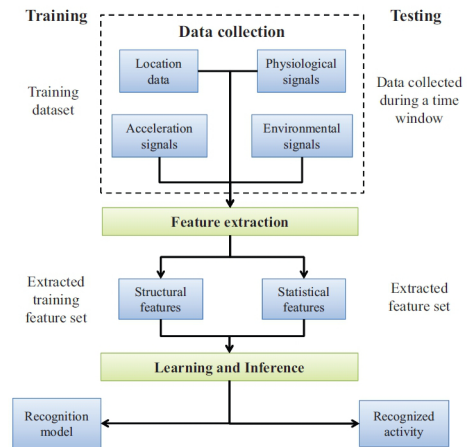 Training
Testing
Data collection
Location
data
Physiological
signals
Training
dataset
Data collected
during a time
window
Acceleration
signals
Environmental
signals
Feature extraction
Extracted
training
feature set
Structural
features
Statistical
features
Extracted
feature set
Learning and Inference
Recognition
model
Recognized
activity